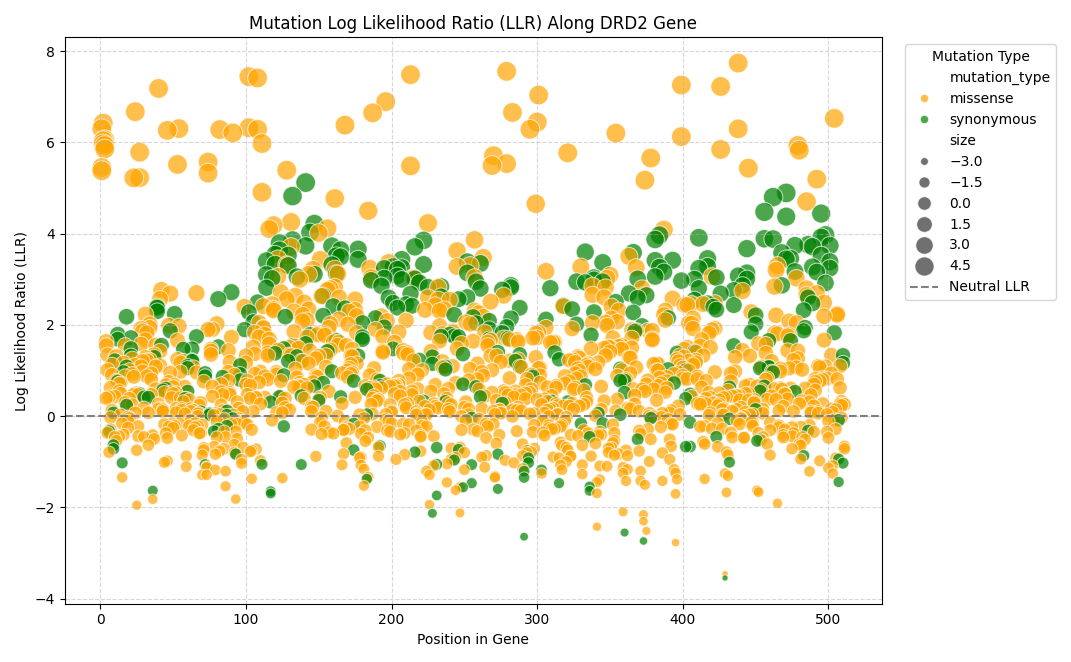 Mutation Log Likelihood Ratio (LLR) Along DRD2 Gene
Log Likelihood Ratio (LLR)
8
6
4
2
0
−2
−4
0 100 200 300 400 500
Position in Gene
Mutation Type
mutation_type
missense
synonymous
size
−3.0
−1.5
0.0
1.5
3.0
4.5
Neutral LLR